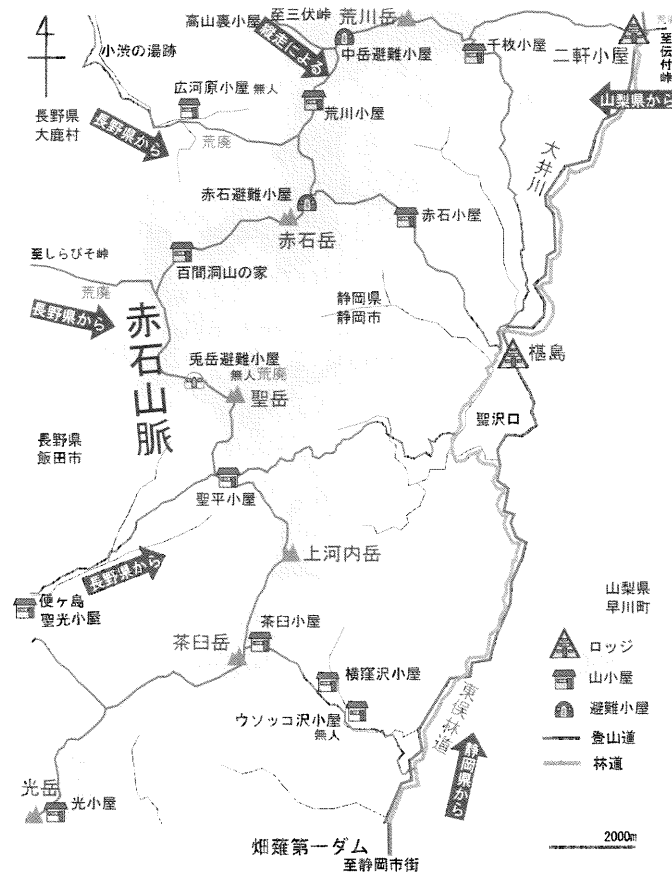 至三伏峠
荒川岳
高山裏小屋
小渋の湯跡
縦走による
中岳避難小屋
千枚小屋
二軒小屋
広河原小屋 無人
荒川小屋
山梨県から
長野県
大鹿村
長野県から
荒廃
大井川
赤石避難小屋
赤石岳
赤石小屋
至しらびそ峠
百間洞山の家
荒廃
静岡県
静岡市
長野県から
赤石山脈
椹島
兎岳避難小屋
無人 荒廃
聖岳
聖沢口
長野県
飯田市
聖平小屋
上河内岳
長野県から
便ヶ島
聖光小屋
山梨県
早川町
茶臼小屋
茶臼岳
ロッジ
横窪沢小屋
山小屋
ウソッコ沢小屋
無人
避難小屋
東俣林道
登山道
静岡県から
林道
光岳
光小屋
畑薙第一ダム
至静岡市街
2000m